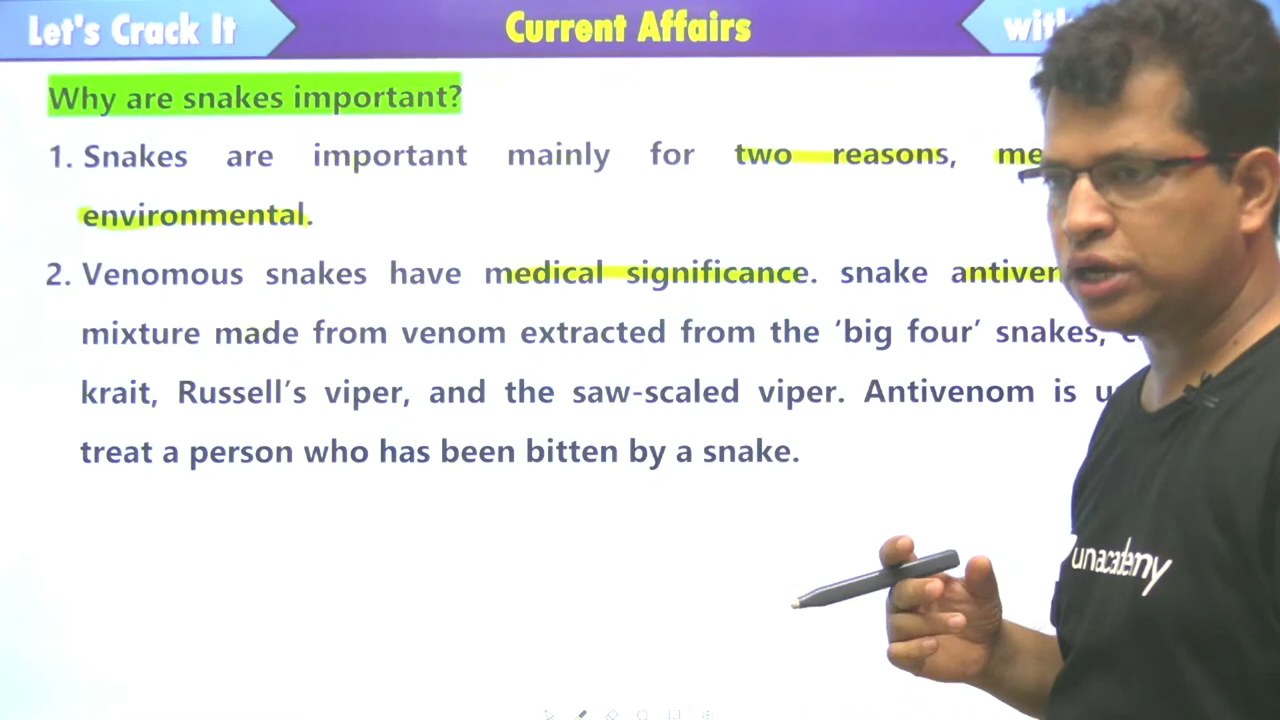 Let's Crack It
Current Affairs
Why are snakes important?
1. Snakes are important mainly for two reasons,
environmental.
2. Venomous snakes have medical significance. snake
mixture made from venom extracted from the ‘big four’ snakes,
krait, Russell’s viper, and the saw-scaled viper. Antivenom is
treat a person who has been bitten by a snake.
unacademy